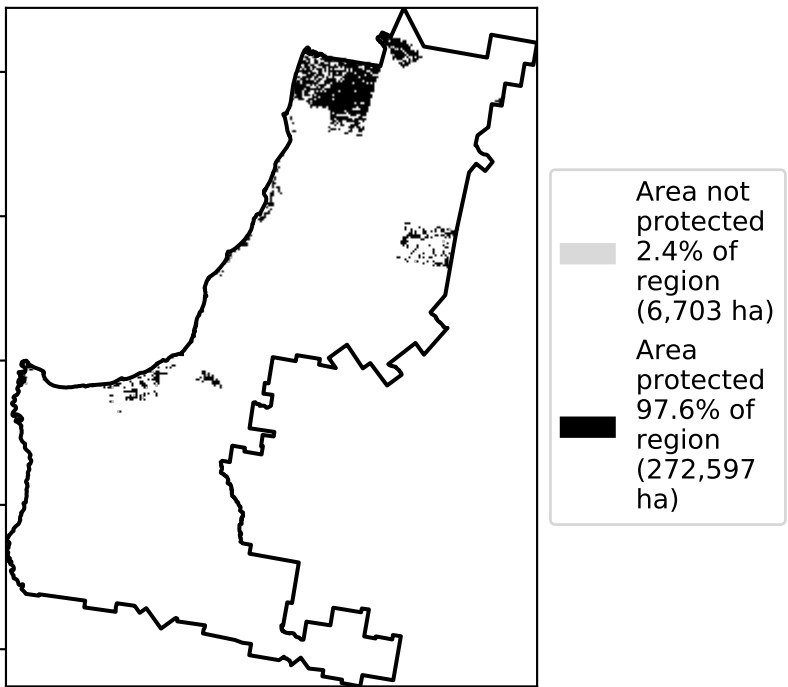 Area not
protected
2.4% of
region
(6,703 ha)
Area
protected
97.6% of
region
(272,597
ha)